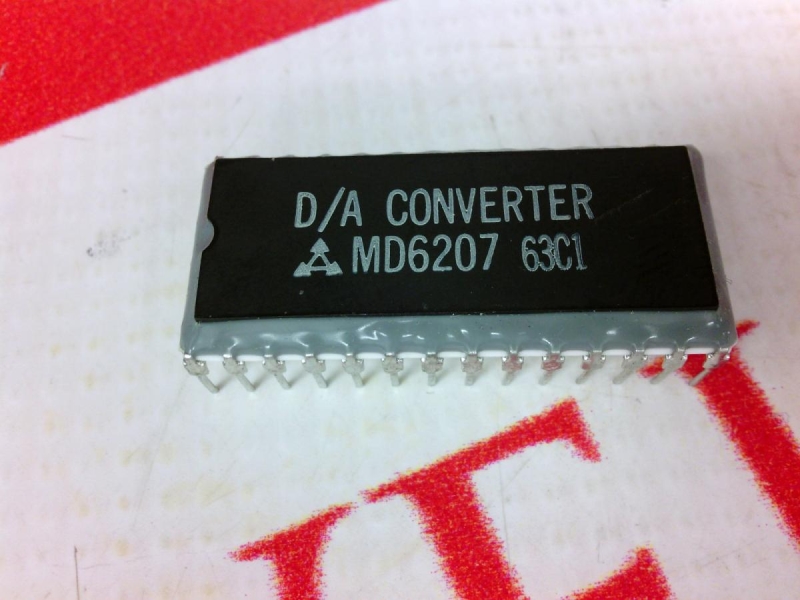 D/A CONVERTER
MD6207 63C1